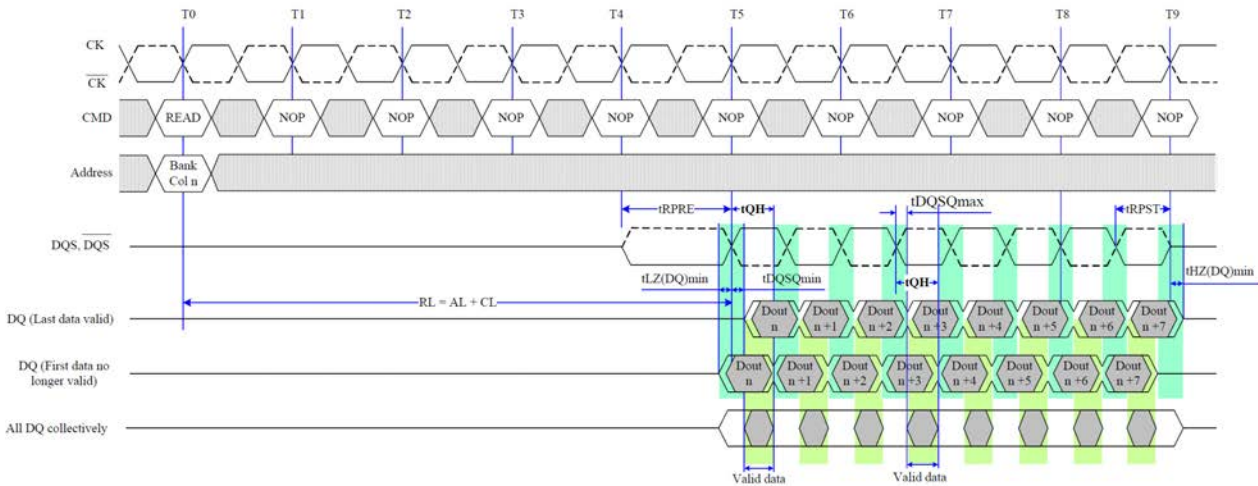 T0 T1 T2 T3 T4 T5 T6 T7 T8 T9
CK
CK
CMD READ NOP NOP NOP NOP NOP NOP NOP NOP NOP
Address Bank
Col n
tRPRE tQH tDQSQmax tRPST
DQS, DQS
tLZ(DQ)min tDQSQmin tHZ(DQ)min
tQH
RL = AL + CL
DQ (Last data valid) Dout Dout Dout Dout Dout Dout Dout Dout
n n +1 n +2 n +3 n +4 n +5 n +6 n +7
DQ (First data no
longer valid)
Dout Dout Dout Dout Dout Dout Dout Dout
n n +1 n +2 n +3 n +4 n +5 n +6 n +7
All DQ collectively
Valid data Valid data